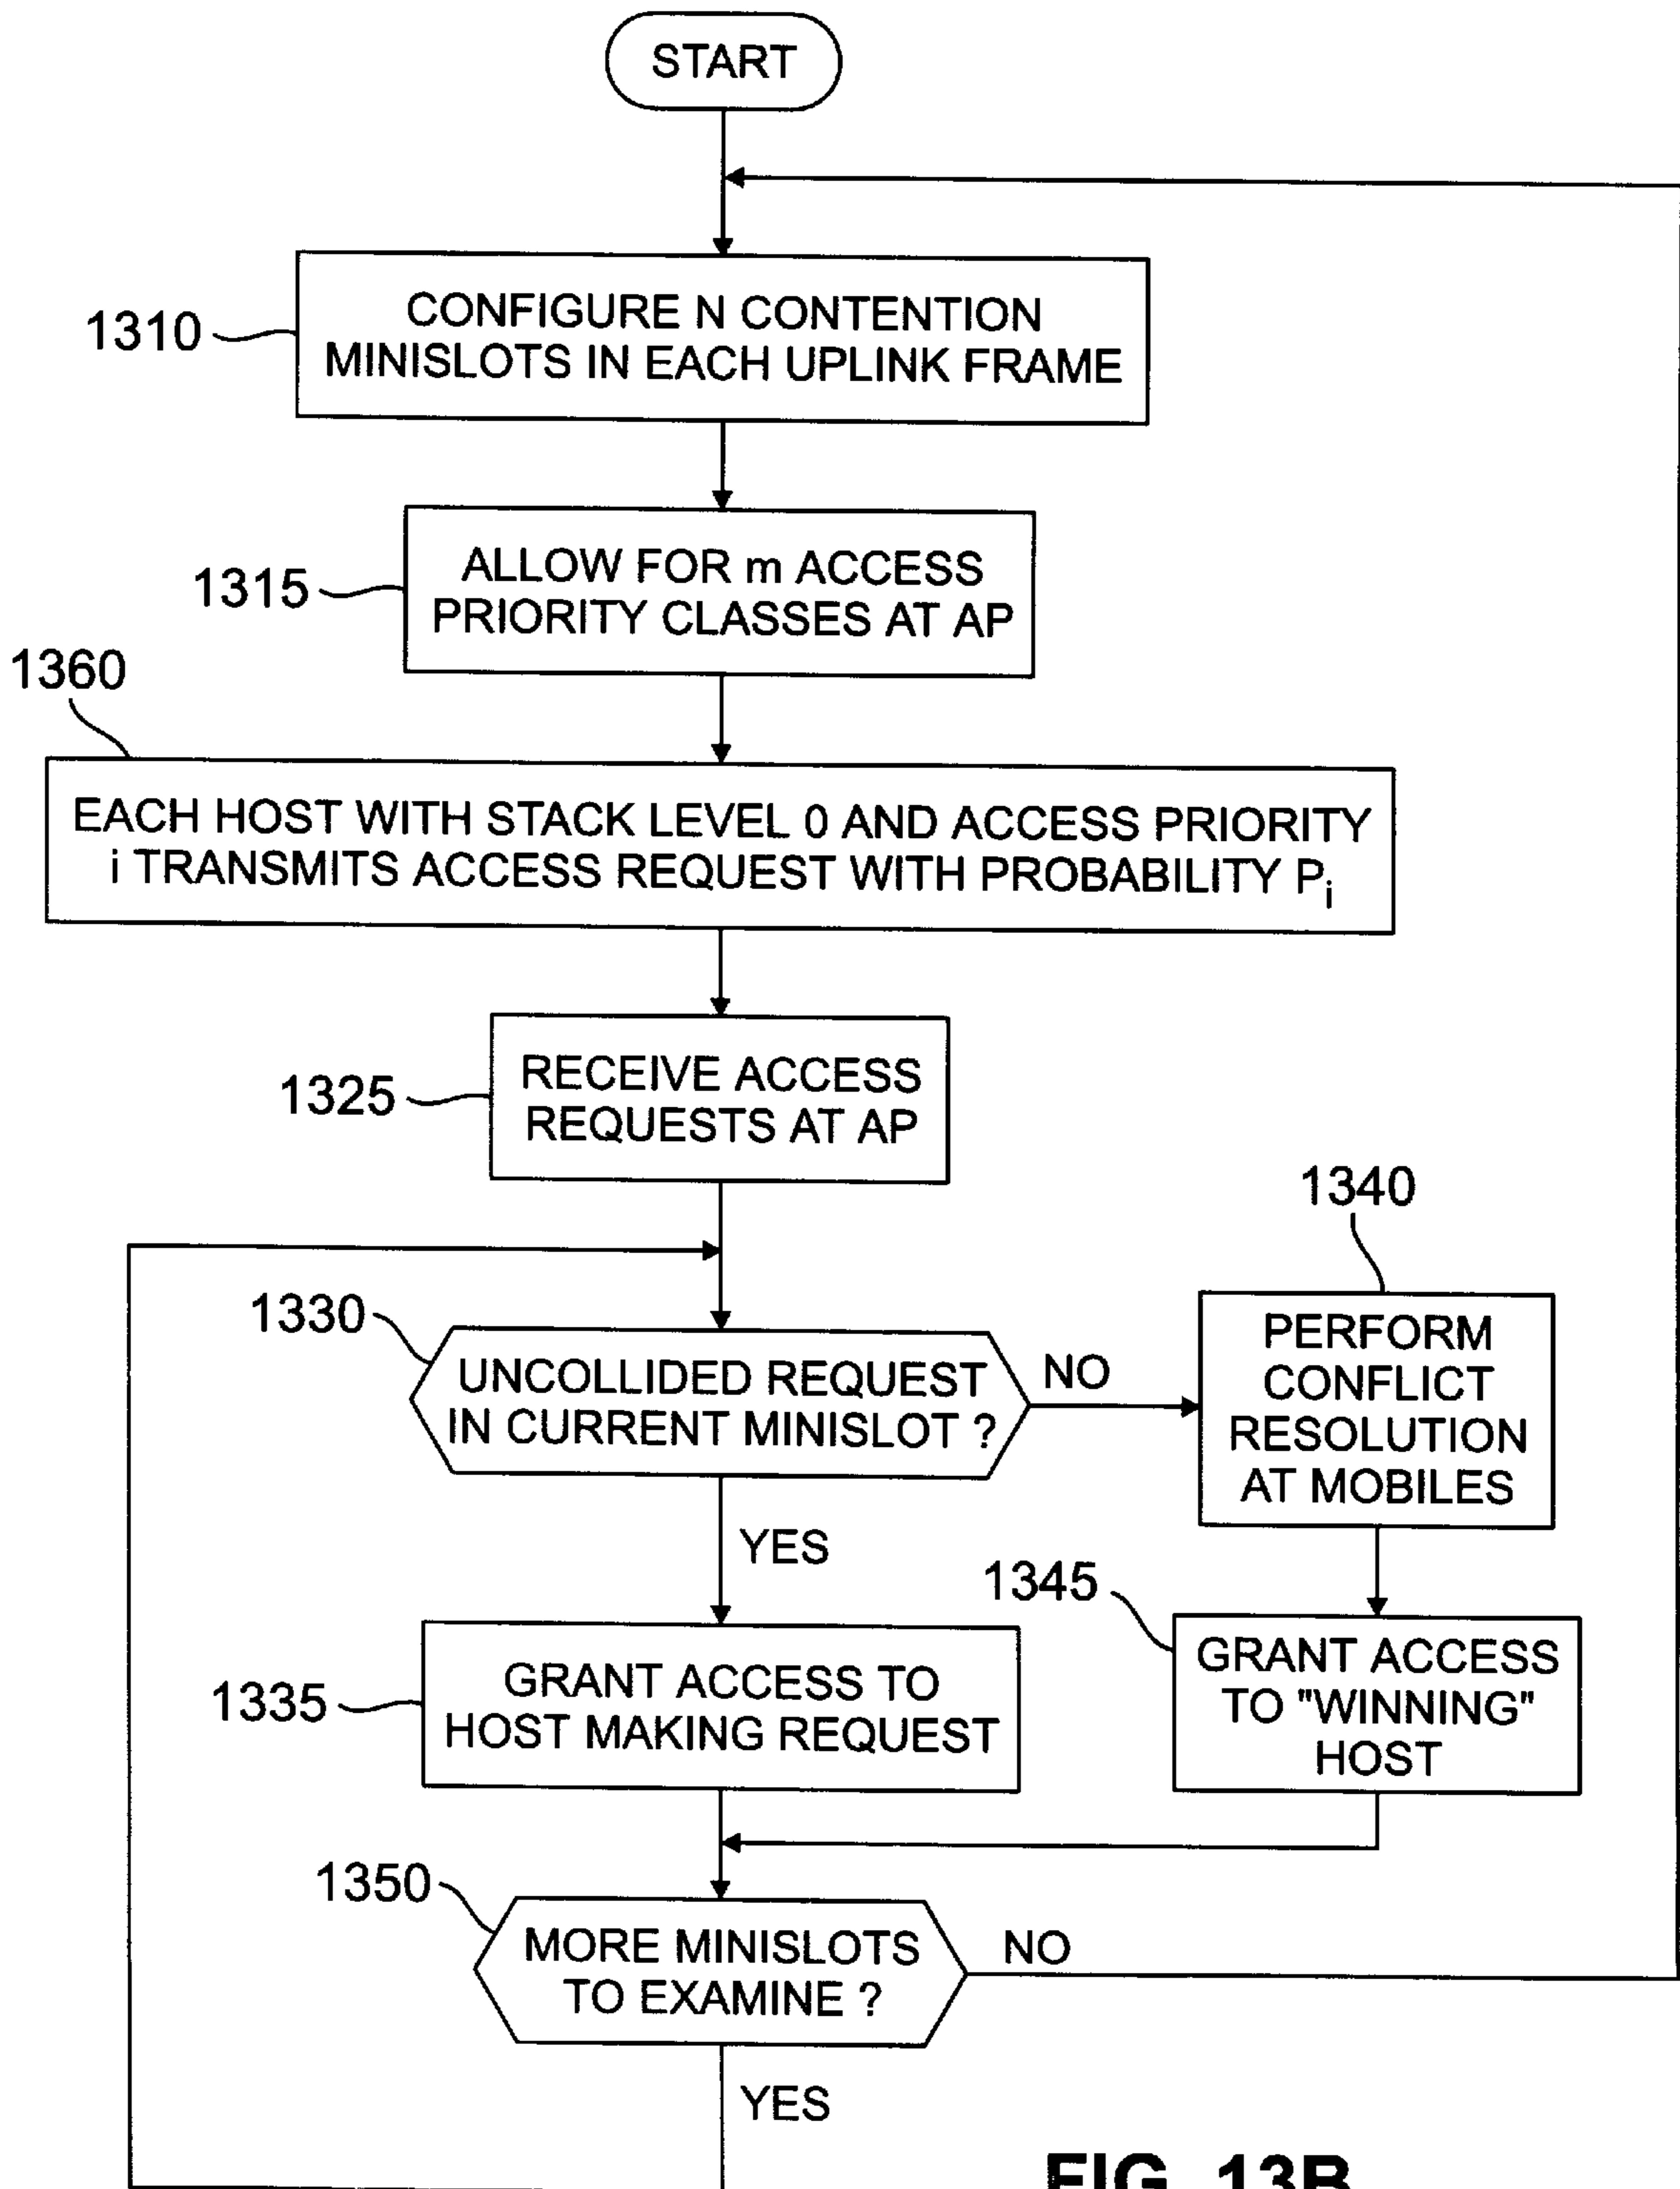 START
1310
CONFIGURE N CONTENTION
MINISLOTS IN EACH UPLINK FRAME
1315
ALLOW FOR m ACCESS
PRIORITY CLASSES AT AP
1360
EACH HOST WITH STACK LEVEL 0 AND ACCESS PRIORITY
i TRANSMITS ACCESS REQUEST WITH PROBABILITY Pi
1325
RECEIVE ACCESS
REQUESTS AT AP
1330
UNCOLLIDED REQUEST
IN CURRENT MINISLOT ?
NO
1340
PERFORM
CONFLICT
RESOLUTION
AT MOBILES
YES
1345
GRANT ACCESS
TO "WINNING"
HOST
1335
GRANT ACCESS TO
HOST MAKING REQUEST
1350
MORE MINISLOTS
TO EXAMINE ?
NO
YES
FIG. 13B